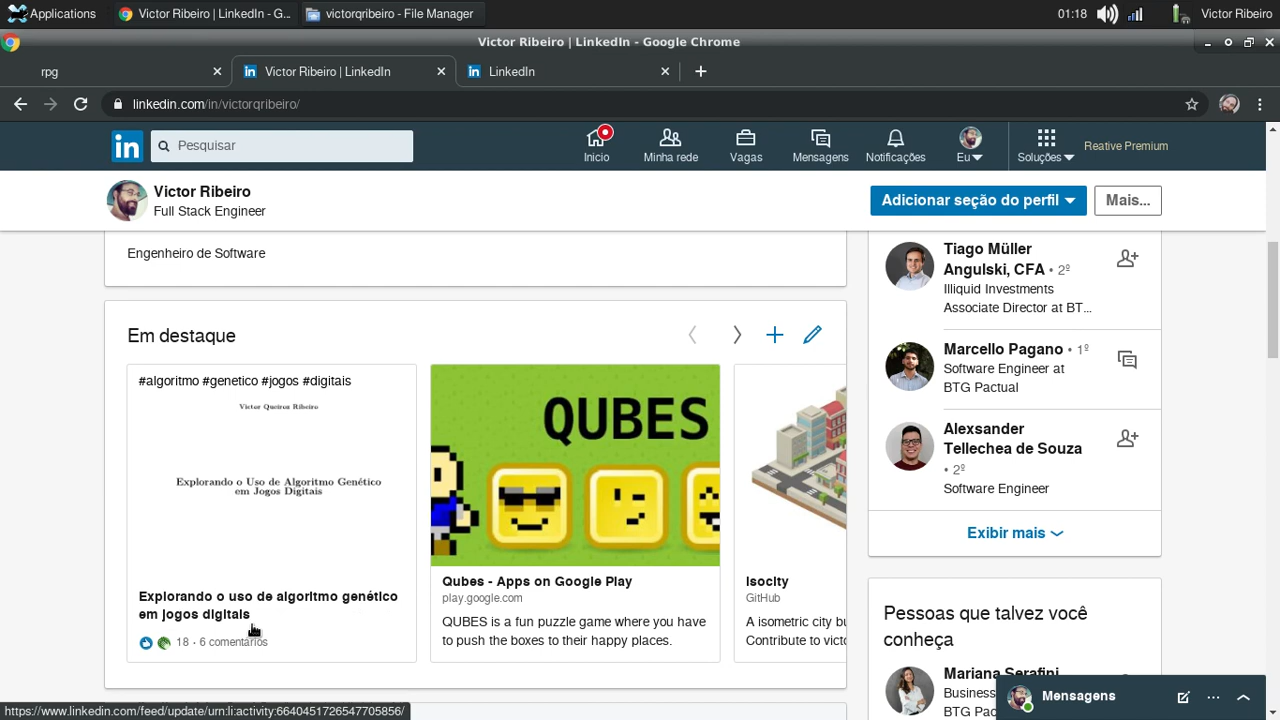 Applications
Victor Ribeiro | LinkedIn - G...
victorqribeiro - File Manager
01:18
Victor Ribeiro
Victor Ribeiro | LinkedIn - Google Chrome
rpg
Victor Ribeiro | LinkedIn
LinkedIn
linkedin.com/in/victorqribeiro/
in
Pesquisar
Início
Minha rede
Vagas
Mensagens
Notificações
Eu
Soluções
Reative Premium
Victor Ribeiro
Full Stack Engineer
Adicionar seção do perfil
Mais...
Engenheiro de Software
Em destaque
#algoritmo #genetico #jogos #digitais
Victor Queiroz Ribeiro
Explorando o Uso de Algoritmo Genético
em Jogos Digitais
Explorando o uso de algoritmo genético
em jogos digitais
18 · 6 comentários
QUBES
Qubes - Apps on Google Play
play.google.com
QUBES is a fun puzzle game where you have
to push the boxes to their happy places.
Isocity
GitHub
A isometric city bu
Contribute to victo
Tiago Müller
Angulski, CFA • 2º
Illiquid Investments
Associate Director at BT...
Marcello Pagano • 1º
Software Engineer at
BTG Pactual
Alexsander
Tellechea de Souza
• 2º
Software Engineer
Exibir mais
Pessoas que talvez você
conheça
Mariana Serafini
Business
BTG Pac
Mensagens
https://www.linkedin.com/feed/update/urn:li:activity:6640451726547705856/